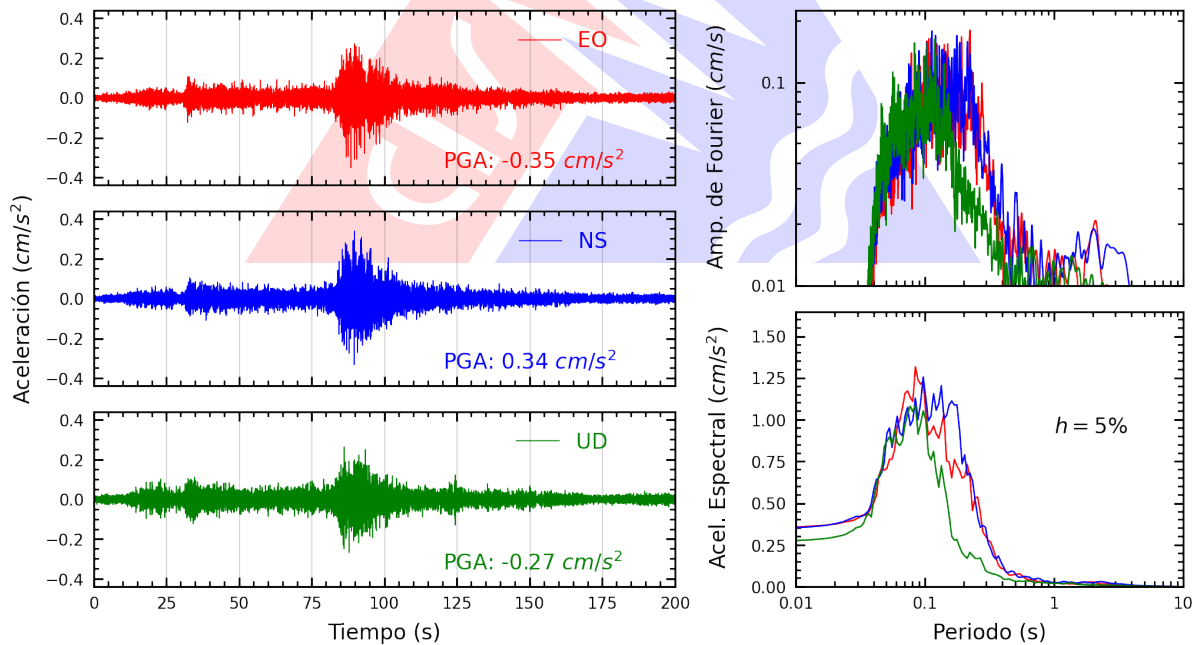 Aceleración (cm/s²)
0.4
0.2
0.0
−0.2
−0.4
EO
PGA: -0.35 cm/s²
0.4
0.2
0.0
−0.2
−0.4
NS
PGA: 0.34 cm/s²
0.4
0.2
0.0
−0.2
−0.4
UD
PGA: -0.27 cm/s²
0 25 50 75 100 125 150 175 200
Tiempo (s)
Amp. de Fourier (cm/s)
0.1
0.01
Acel. Espectral (cm/s²)
1.50
1.25
1.00
0.75
0.50
0.25
0.00
h = 5%
0.01 0.1 1 10
Periodo (s)